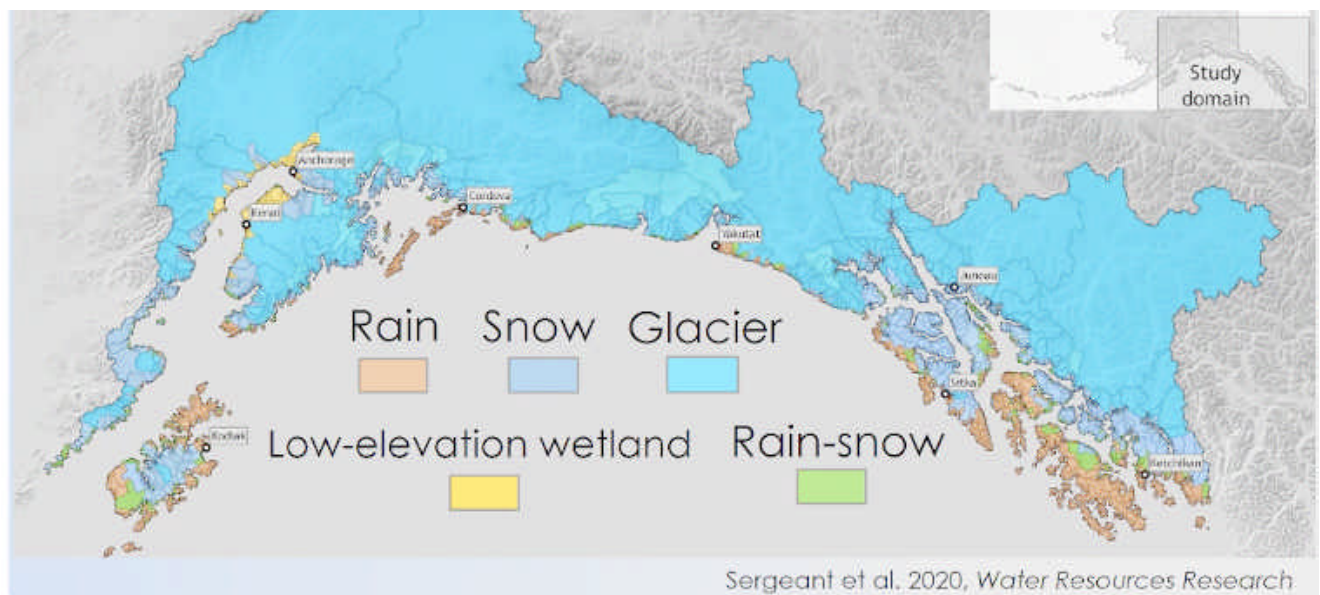 Study
domain
Anchorage
Cordova
Kenai
Yakutat
Juneau
Rain Snow Glacier
Sitka
Kodiak
Low-elevation wetland Rain-snow
Ketchikan
Sergeant et al. 2020, Water Resources Research